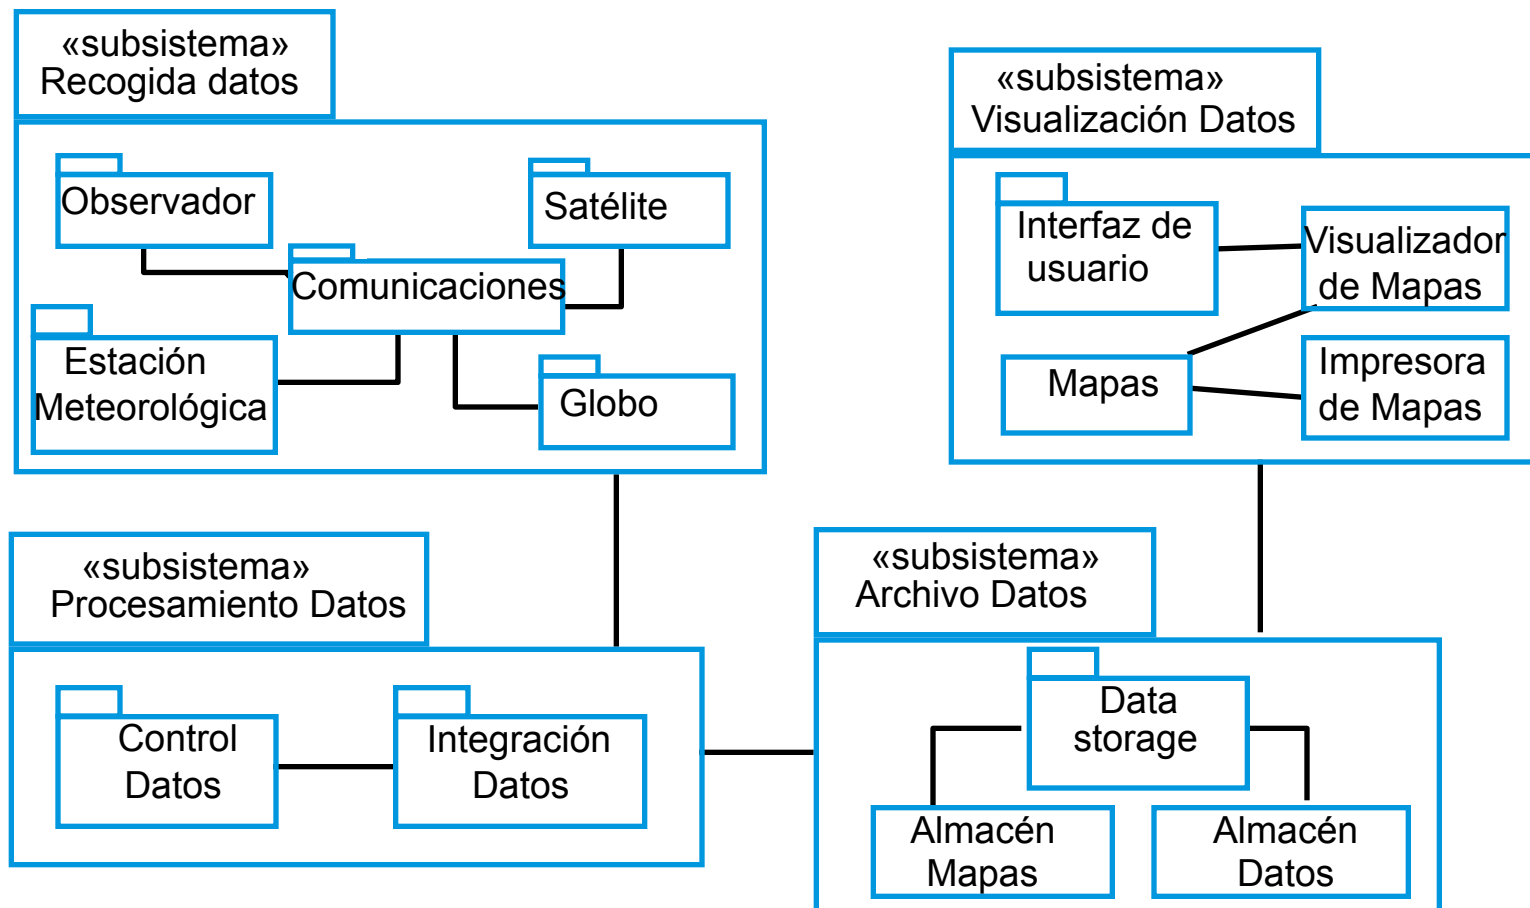 «subsistema»
Recogida datos
Observador
Satélite
Comunicaciones
Estación
Meteorológica
Globo
«subsistema»
Visualización Datos
Interfaz de
usuario
Visualizador
de Mapas
Mapas
Impresora
de Mapas
«subsistema»
Procesamiento Datos
Control
Datos
Integración
Datos
«subsistema»
Archivo Datos
Data
storage
Almacén
Mapas
Almacén
Datos